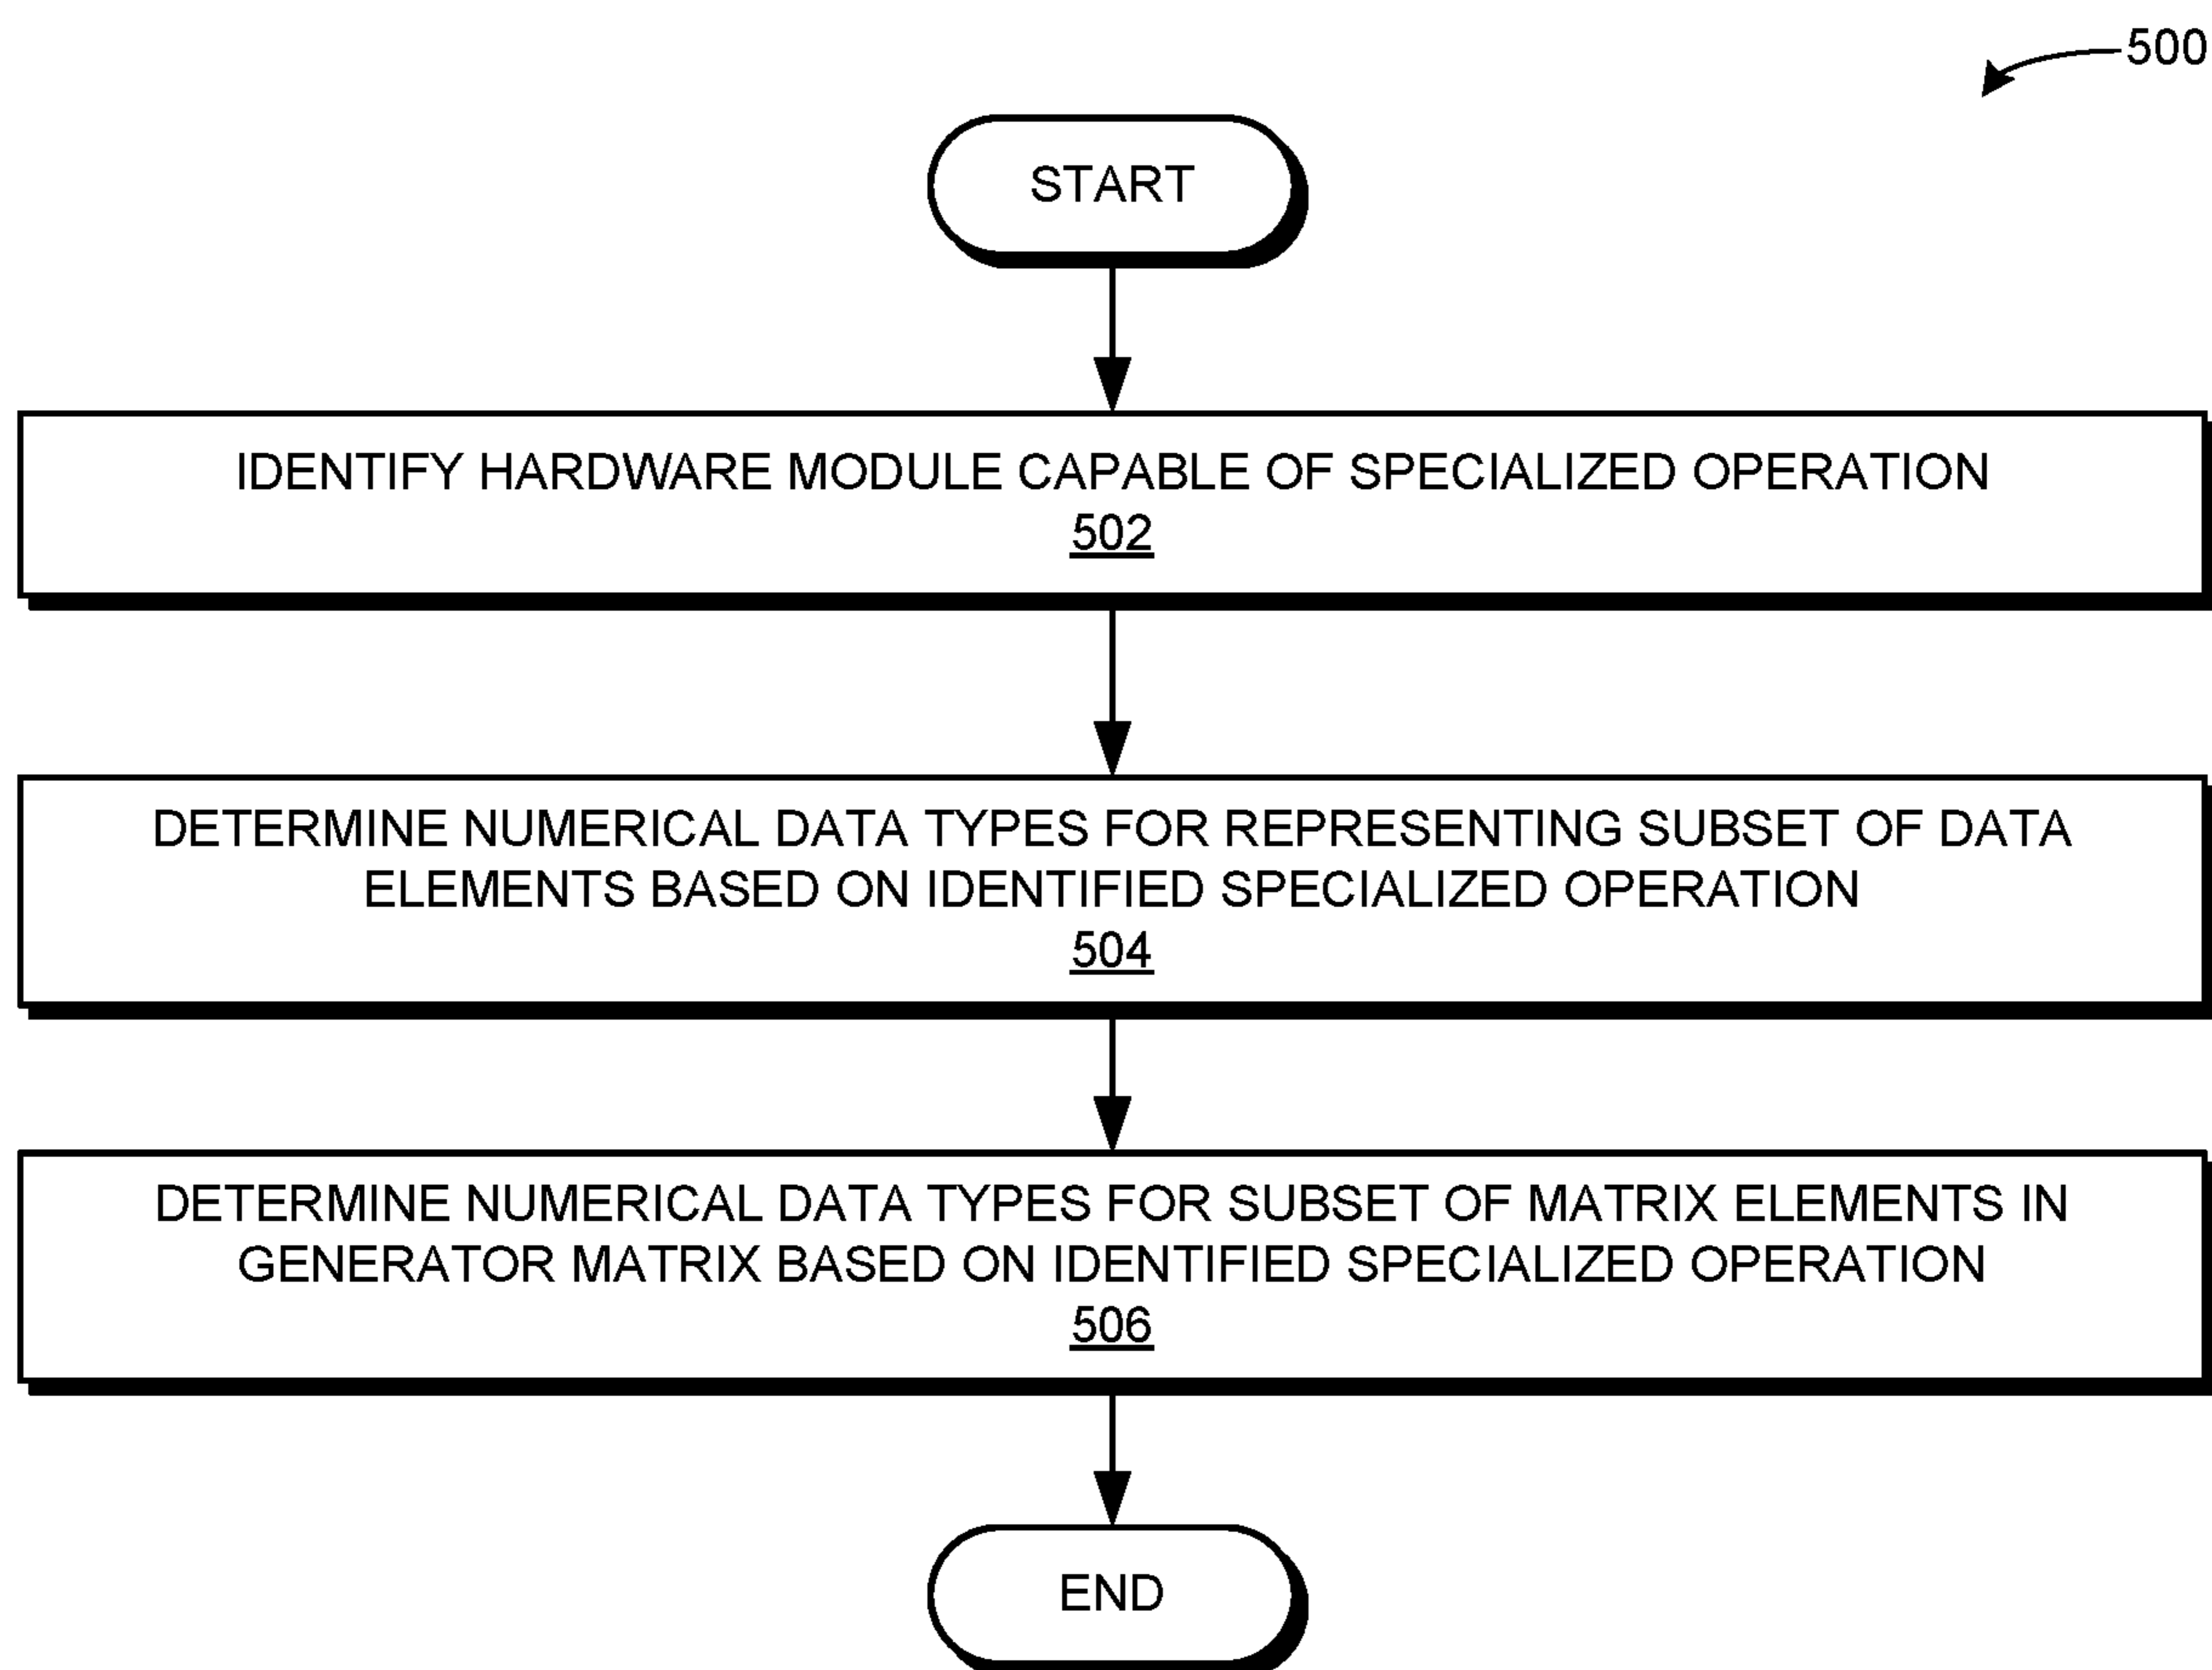 500
START
IDENTIFY HARDWARE MODULE CAPABLE OF SPECIALIZED OPERATION
502
DETERMINE NUMERICAL DATA TYPES FOR REPRESENTING SUBSET OF DATA
ELEMENTS BASED ON IDENTIFIED SPECIALIZED OPERATION
504
DETERMINE NUMERICAL DATA TYPES FOR SUBSET OF MATRIX ELEMENTS IN
GENERATOR MATRIX BASED ON IDENTIFIED SPECIALIZED OPERATION
506
END